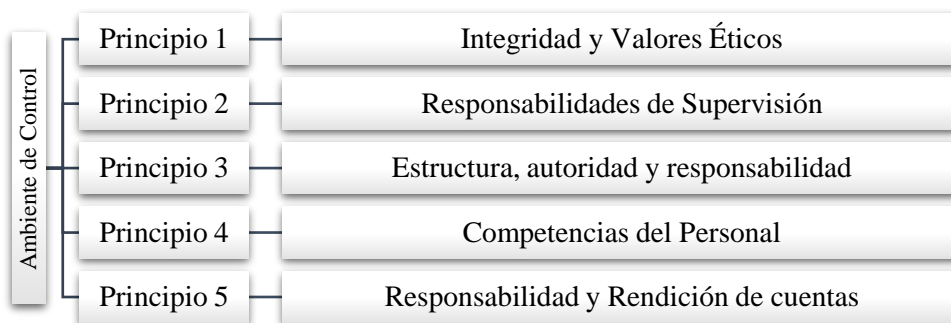 Ambiente de Control
Principio 1
Integridad y Valores Éticos
Principio 2
Responsabilidades de Supervisión
Principio 3
Estructura, autoridad y responsabilidad
Principio 4
Competencias del Personal
Principio 5
Responsabilidad y Rendición de cuentas